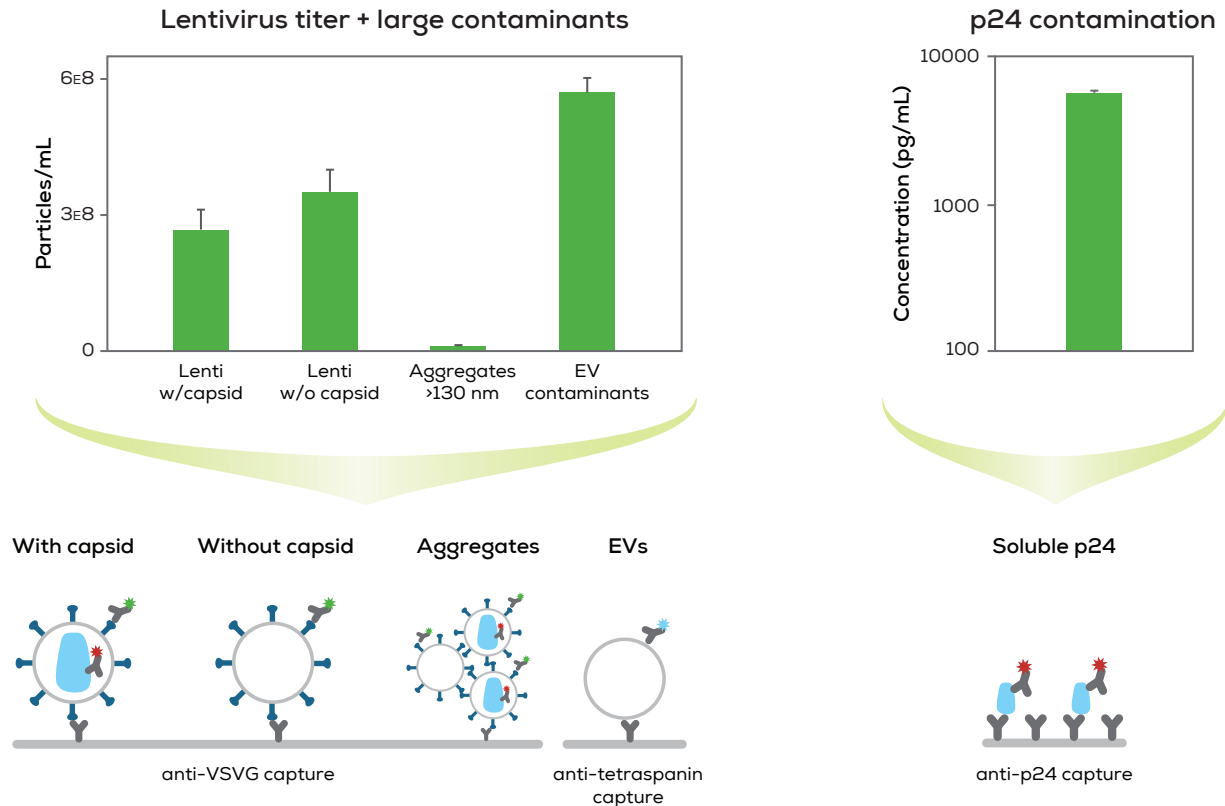 Lentivirus titer + large contaminants
Particles/mL
6E8
3E8
0
Lenti
w/capsid
Lenti
w/o capsid
Aggregates
>130 nm
EV
contaminants
p24 contamination
Concentration (pg/mL)
10000
1000
100
With capsid
Without capsid
Aggregates
EVs
Soluble p24
anti-VSVG capture
anti-tetraspanin
capture
anti-p24 capture